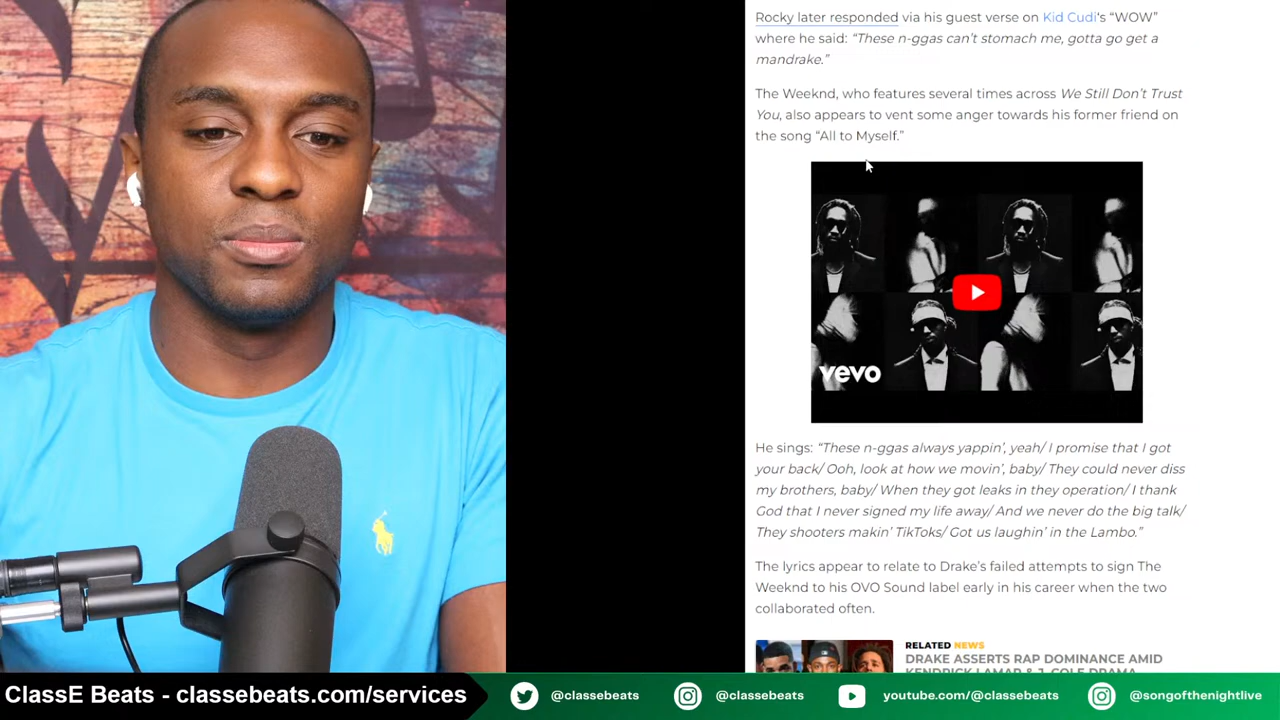 Rocky later responded via his guest verse on Kid Cudi's “WOW”
where he said: “These n-ggas can't stomach me, gotta go get a
mandrake.”
The Weeknd, who features several times across We Still Don't Trust
You, also appears to vent some anger towards his former friend on
the song “All to Myself.”
vevo
He sings: “These n-ggas always yappin', yeah/ I promise that I got
your back/ Ooh, look at how we movin', baby/ They could never diss
my brothers, baby/ When they got leaks in they operation/ I thank
God that I never signed my life away/ And we never do the big talk/
They shooters makin' TikToks/ Got us laughin' in the Lambo.”
The lyrics appear to relate to Drake's failed attempts to sign The
Weeknd to his OVO Sound label early in his career when the two
collaborated often.
RELATED NEWS
DRAKE ASSERTS RAP DOMINANCE AMID
KENDRICK LAMAR & J. COLE DRAMA
ClassE Beats - classebeats.com/services
@classebeats
@classebeats
youtube.com/@classebeats
@songofthenightlive